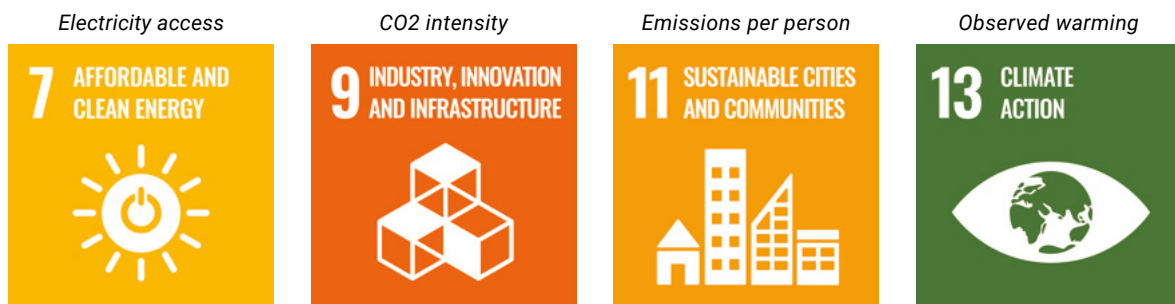 Electricity access
CO2 intensity
Emissions per person
Observed warming
7 AFFORDABLE AND
CLEAN ENERGY
9 INDUSTRY, INNOVATION
AND INFRASTRUCTURE
11 SUSTAINABLE CITIES
AND COMMUNITIES
13 CLIMATE
ACTION